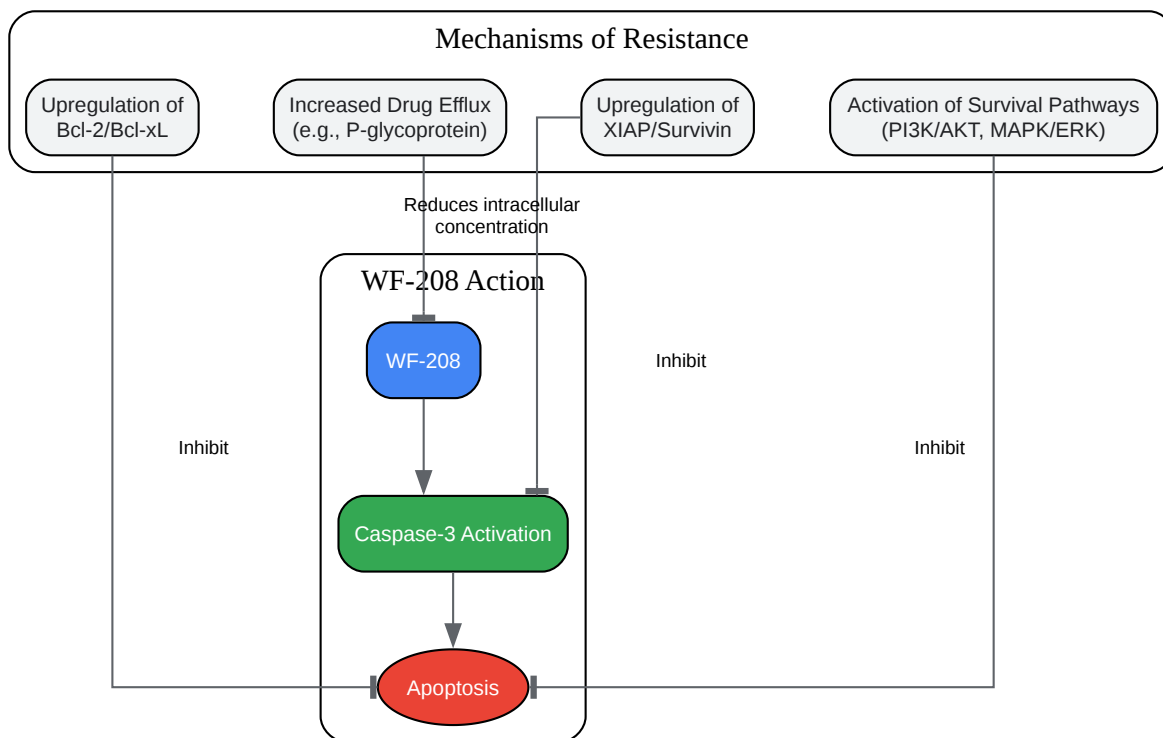 Mechanisms of Resistance
Upregulation of
Bcl-2/Bcl-xL
Increased Drug Efflux
(e.g., P-glycoprotein)
Upregulation of
XIAP/Survivin
Activation of Survival Pathways
(PI3K/AKT, MAPK/ERK)
Reduces intracellular
concentration
WF-208 Action
WF-208
Inhibit
Inhibit
Inhibit
Caspase-3 Activation
Apoptosis